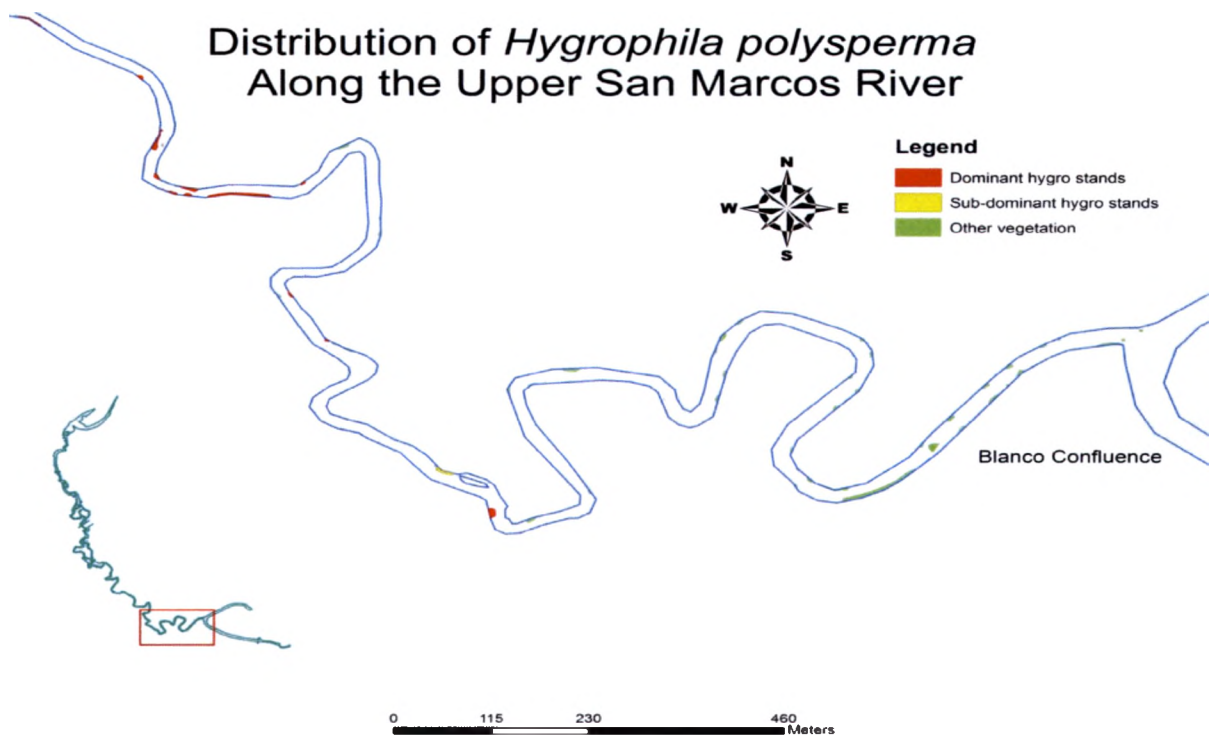 Distribution of Hygrophila polysperma
Along the Upper San Marcos River
Legend
Dominant hygro stands
Sub-dominant hygro stands
Other vegetation
N
W E
S
Blanco Confluence
0 115 230 460
Meters